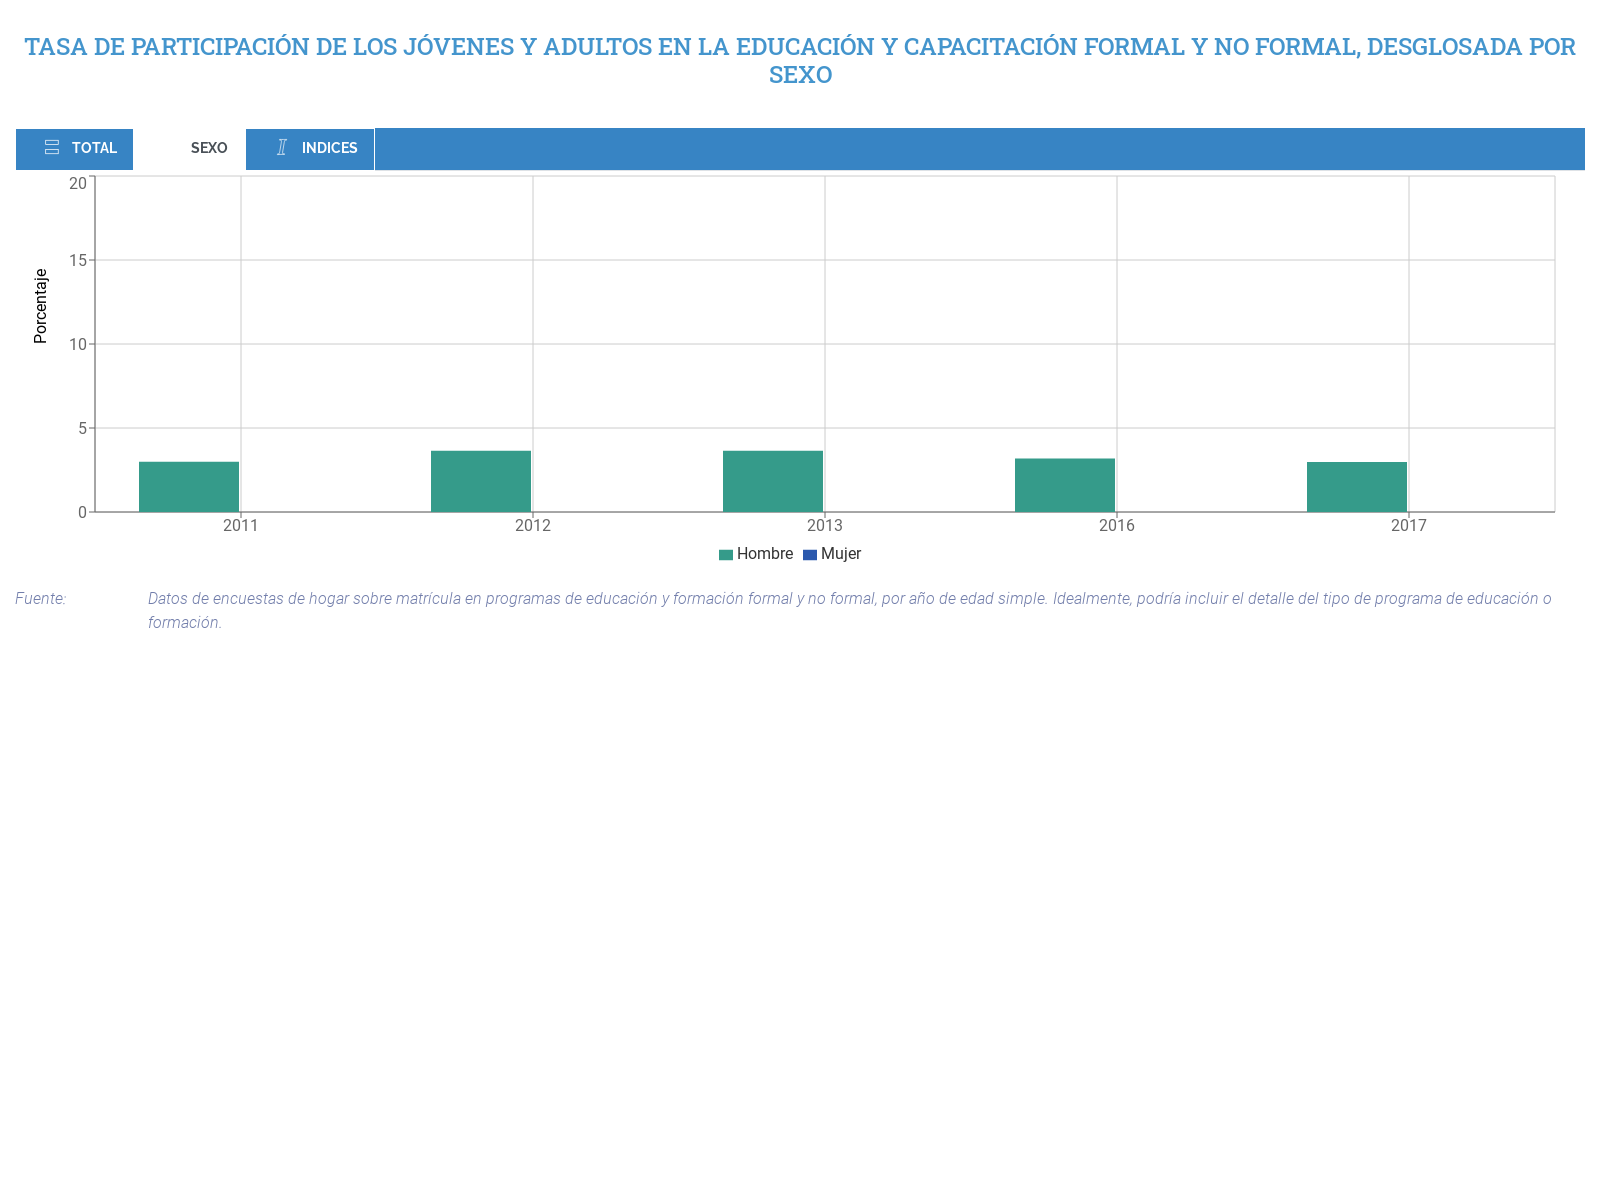 TASA DE PARTICIPACIÓN DE LOS JÓVENES Y ADULTOS EN LA EDUCACIÓN Y CAPACITACIÓN FORMAL Y NO FORMAL, DESGLOSADA POR
SEXO
TOTAL SEXO INDICES
20
15
10
5
0
Porcentaje
2011 2012 2013 2016 2017
Hombre Mujer
Fuente: Datos de encuestas de hogar sobre matrícula en programas de educación y formación formal y no formal, por año de edad simple. Idealmente, podría incluir el detalle del tipo de programa de educación o
formación.